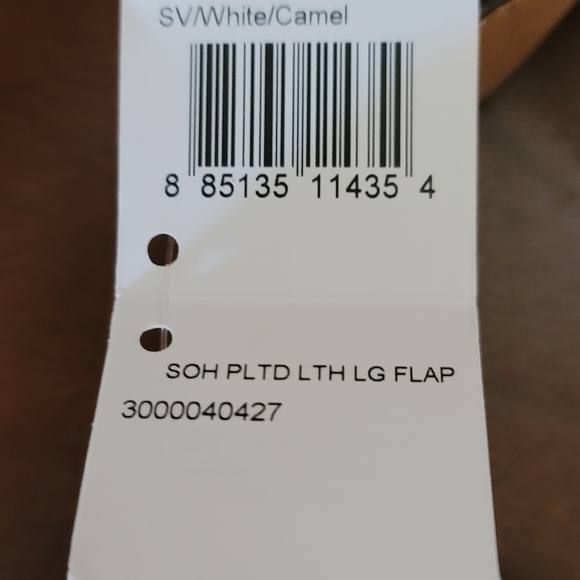 SV/White/Camel
8 85135 11435 4
SOH PLTD LTH LG FLAP
3000040427